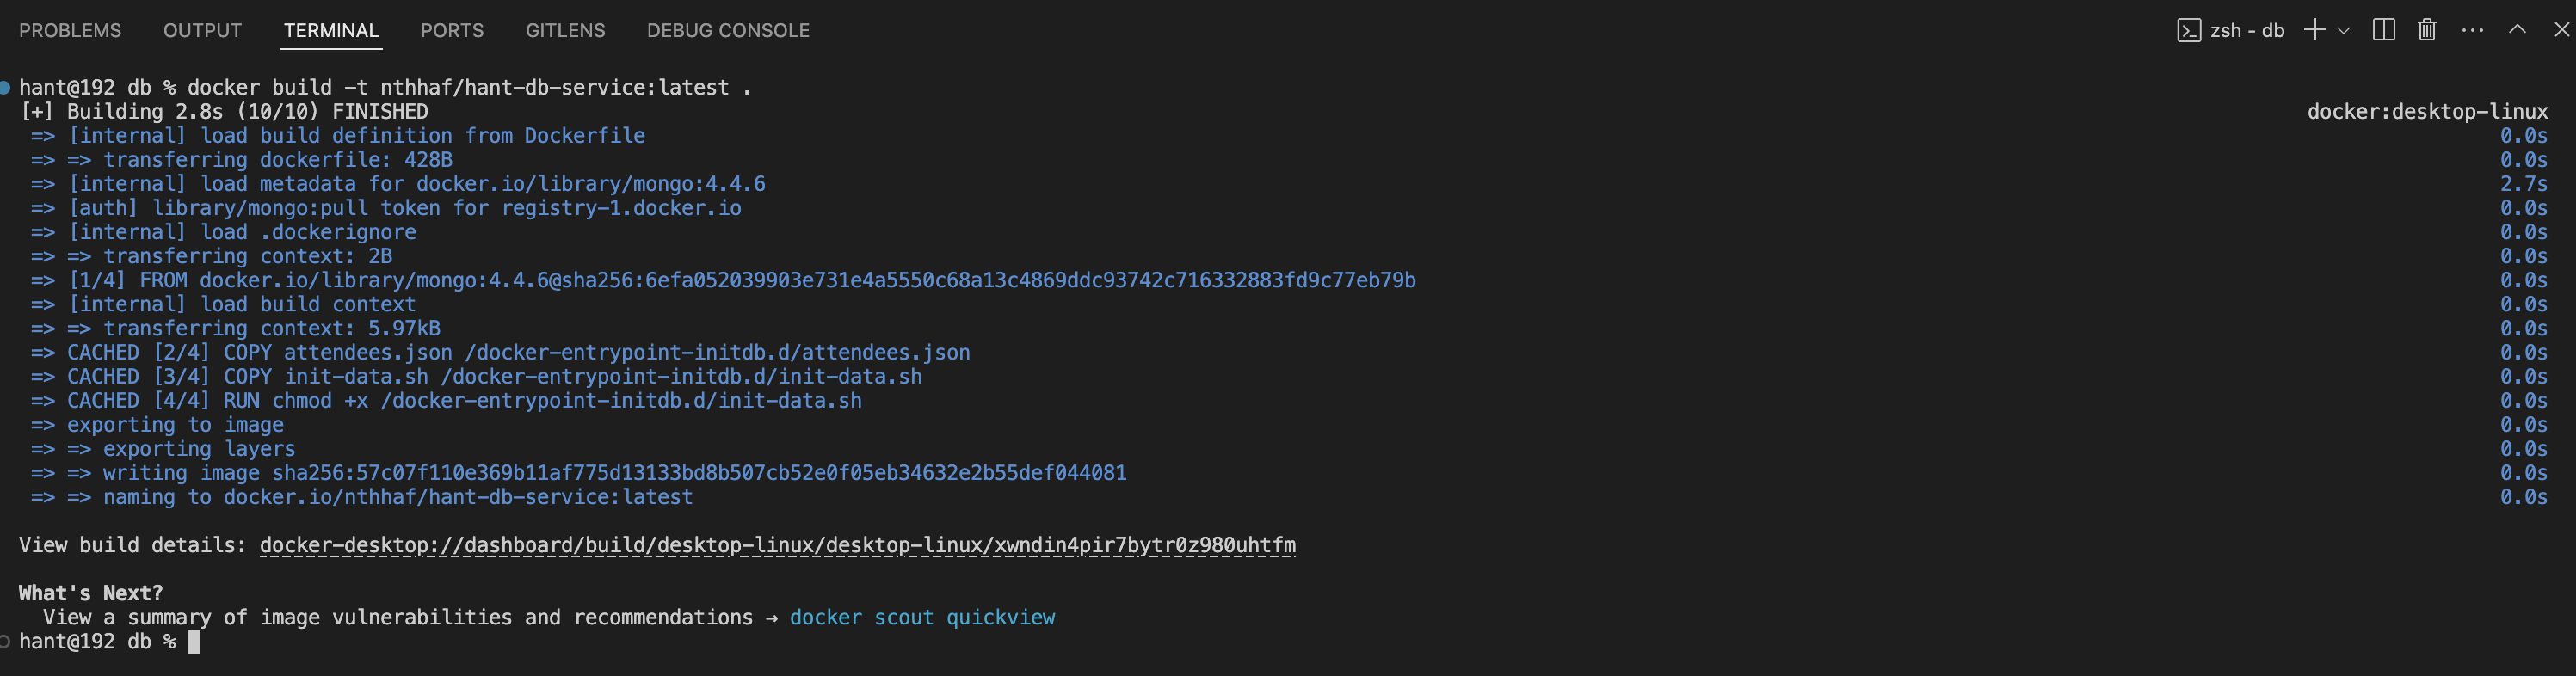 PROBLEMS OUTPUT TERMINAL PORTS GITLENS DEBUG CONSOLE zsh - db
hant@192 db % docker build -t nthhaf/hant-db-service:latest .
[+] Building 2.8s (10/10) FINISHED docker:desktop-linux
=> [internal] load build definition from Dockerfile 0.0s
=> => transferring dockerfile: 428B 0.0s
=> [internal] load metadata for docker.io/library/mongo:4.4.6 2.7s
=> [auth] library/mongo:pull token for registry-1.docker.io 0.0s
=> [internal] load .dockerignore 0.0s
=> => transferring context: 2B 0.0s
=> [1/4] FROM docker.io/library/mongo:4.4.6@sha256:6efa052039903e731e4a5550c68a13c4869ddc93742c716332883fd9c77eb79b 0.0s
=> [internal] load build context 0.0s
=> => transferring context: 5.97kB 0.0s
=> CACHED [2/4] COPY attendees.json /docker-entrypoint-initdb.d/attendees.json 0.0s
=> CACHED [3/4] COPY init-data.sh /docker-entrypoint-initdb.d/init-data.sh 0.0s
=> CACHED [4/4] RUN chmod +x /docker-entrypoint-initdb.d/init-data.sh 0.0s
=> exporting to image 0.0s
=> => exporting layers 0.0s
=> => writing image sha256:57c07f110e369b11af775d13133bd8b507cb52e0f05eb34632e2b55def044081 0.0s
=> => naming to docker.io/nthhaf/hant-db-service:latest 0.0s
View build details: docker-desktop://dashboard/build/desktop-linux/desktop-linux/xwndin4pir7bytr0z980uhtfm
What's Next?
View a summary of image vulnerabilities and recommendations → docker scout quickview
hant@192 db %